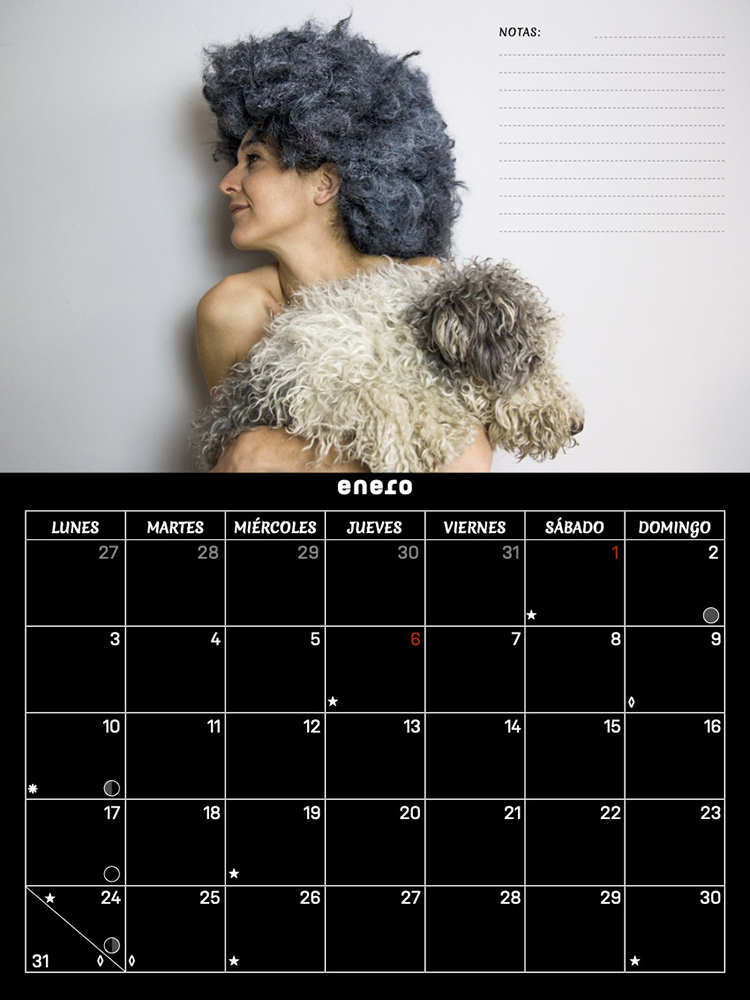 NOTAS:
enero
LUNES MARTES MIÉRCOLES JUEVES VIERNES SÁBADO DOMINGO
27 28 29 30 31 1 2
3 4 5 6 7 8 9
10 11 12 13 14 15 16
17 18 19 20 21 22 23
24 25 26 27 28 29 30
31